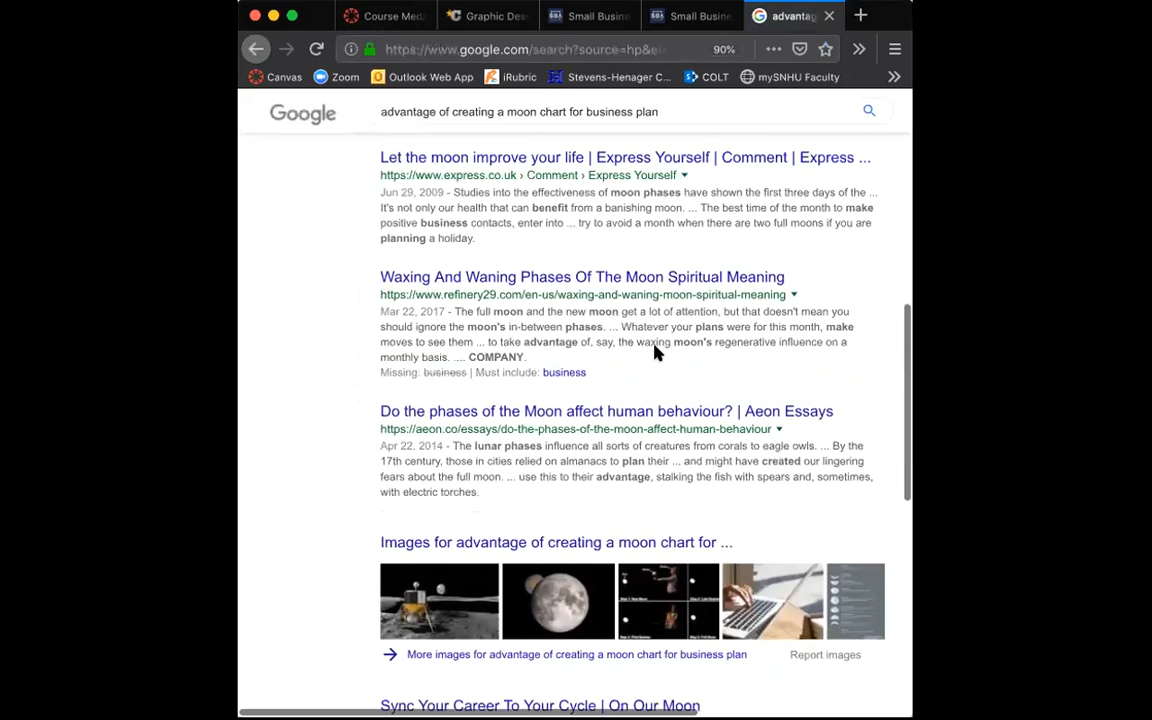 Course Med
Graphic Des
Small Busine
Small Busine
advantag
https://www.google.com/search?source=hp&e
90%
Canvas
Zoom
Outlook Web App
iRubric
Stevens-Henager C...
COLT
mySNHU Faculty
Google
advantage of creating a moon chart for business plan
Let the moon improve your life | Express Yourself | Comment | Express ...
https://www.express.co.uk › Comment › Express Yourself
Jun 29, 2009 - Studies into the effectiveness of moon phases have shown the first three days of the ...
It's not only our health that can benefit from a banishing moon. ... The best time of the month to make
positive business contacts, enter into ... try to avoid a month when there are two full moons if you are
planning a holiday.
Waxing And Waning Phases Of The Moon Spiritual Meaning
https://www.refinery29.com/en-us/waxing-and-waning-moon-spiritual-meaning
Mar 22, 2017 - The full moon and the new moon get a lot of attention, but that doesn't mean you
should ignore the moon's in-between phases. ... Whatever your plans were for this month, make
moves to see them ... to take advantage of, say, the waxing moon's regenerative influence on a
monthly basis. .... COMPANY.
Missing: business | Must include: business
Do the phases of the Moon affect human behaviour? | Aeon Essays
https://aeon.co/essays/do-the-phases-of-the-moon-affect-human-behaviour
Apr 22, 2014 - The lunar phases influence all sorts of creatures from corals to eagle owls. ... By the
17th century, those in cities relied on almanacs to plan their ... and might have created our lingering
fears about the full moon. ... use this to their advantage, stalking the fish with spears and, sometimes,
with electric torches.
Images for advantage of creating a moon chart for ...
More images for advantage of creating a moon chart for business plan
Report images
Sync Your Career To Your Cycle | On Our Moon